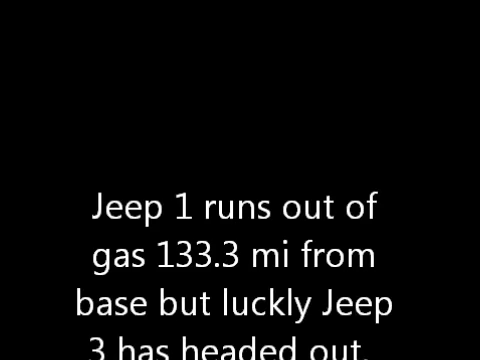 Jeep 1 runs out of
gas 133.3 mi from
base but luckly Jeep
3 has headed out